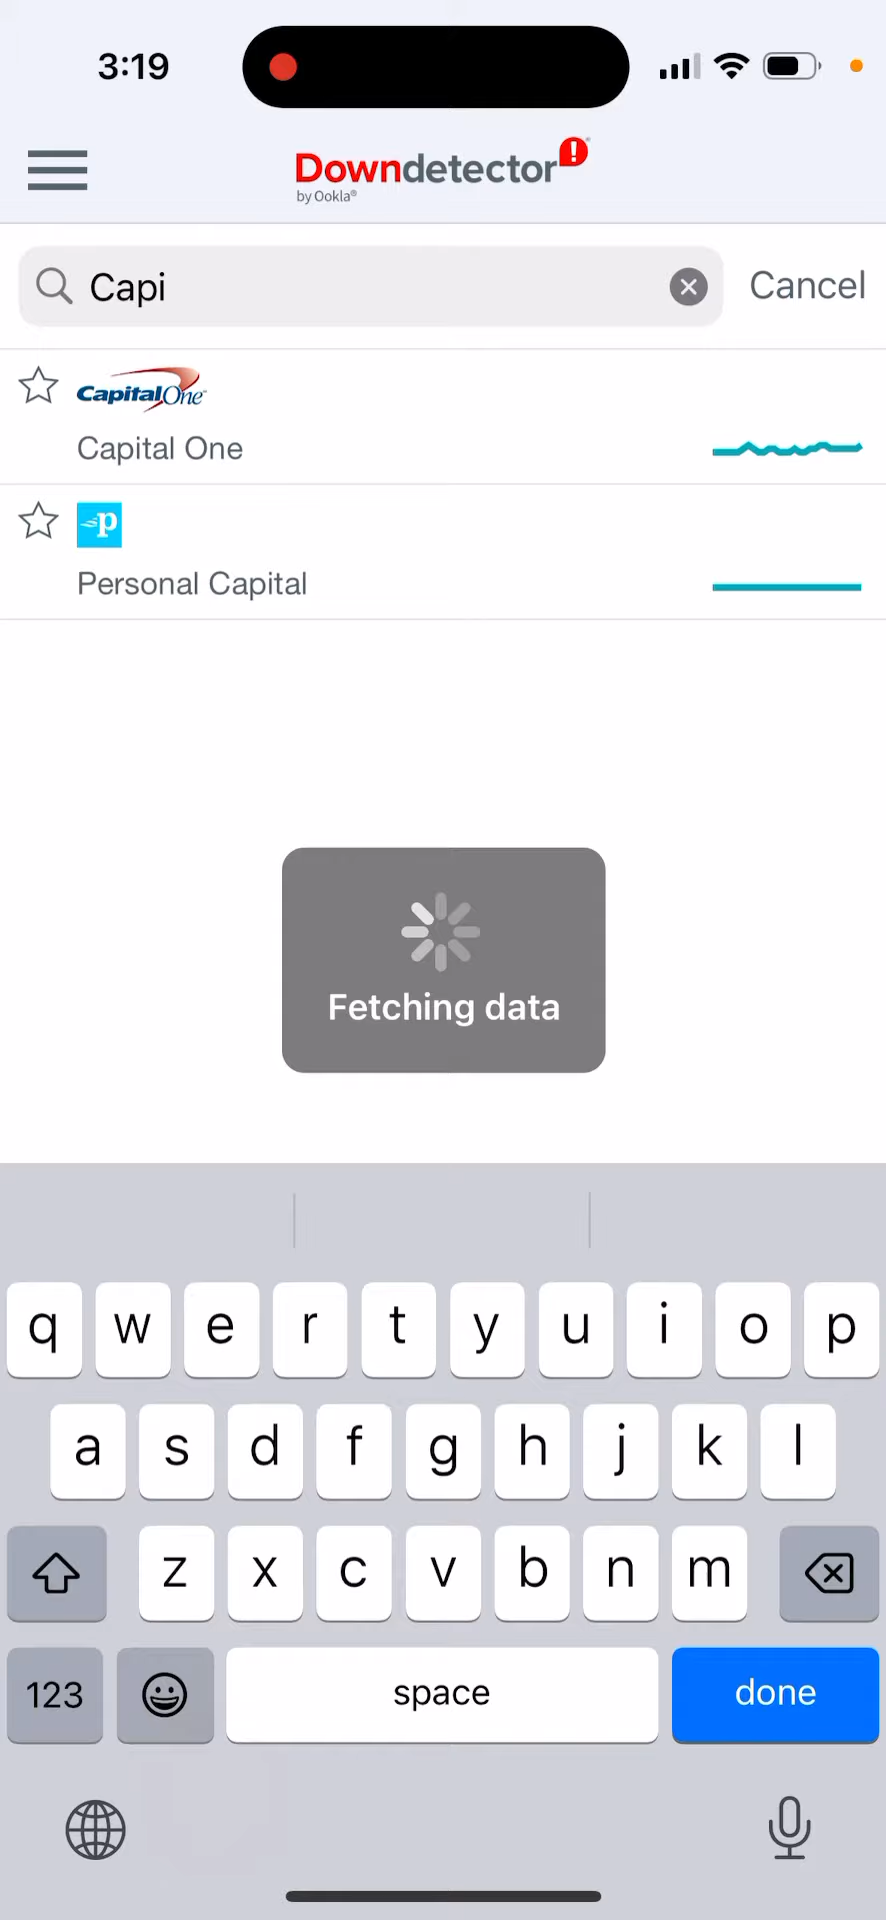 3:19
Downdetector!
by Ookla®
Capi
Cancel
CapitalOne
Capital One
p
Personal Capital
Fetching data
q w e r t y u i o p
a s d f g h j k l
z x c v b n m
123 space done